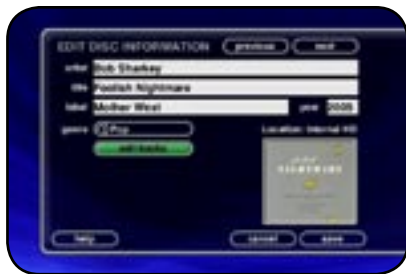 EDIT DISC INFORMATION previous next
artist Bob Sharkey
title Foolish Nightmare
label Mother West year 2005
genre Pop
edit tracks Location: Internal HD
NIGHTMARE
help cancel save